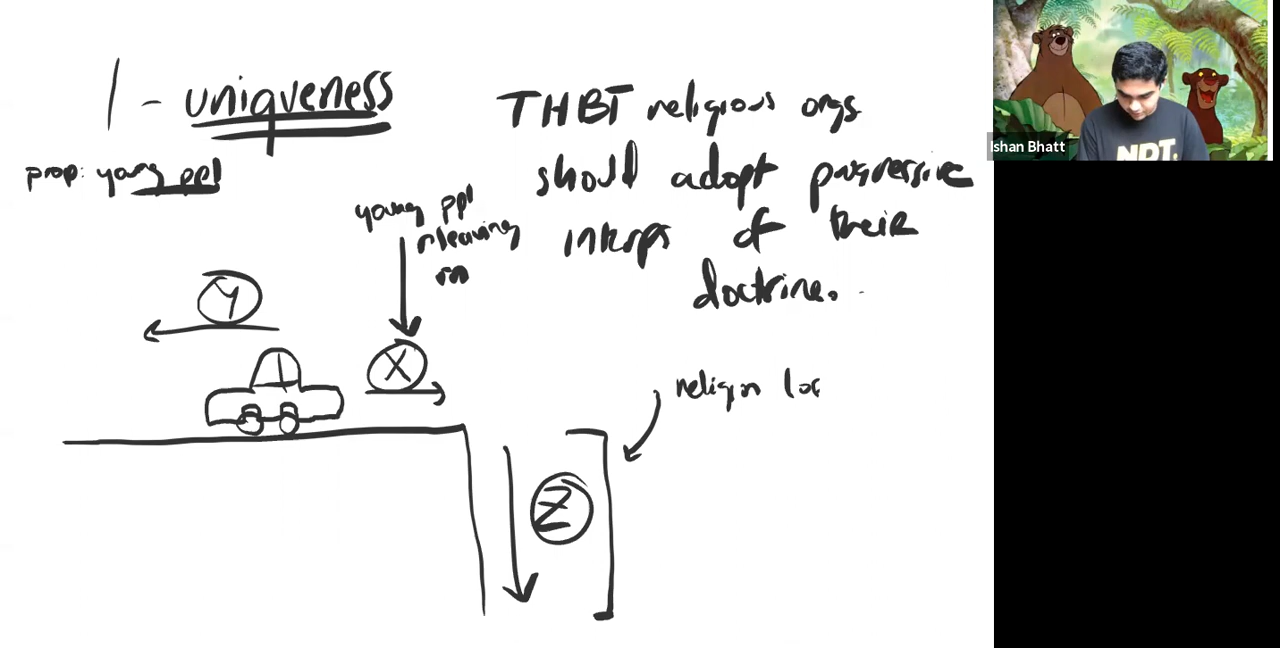 1 - uniqueness
prop: young ppl
THBT religious orgs
should adopt progressive
interps of their
doctrine.
young ppl
leaving
Y
X
Z
religion
Ishan Bhatt
NDT